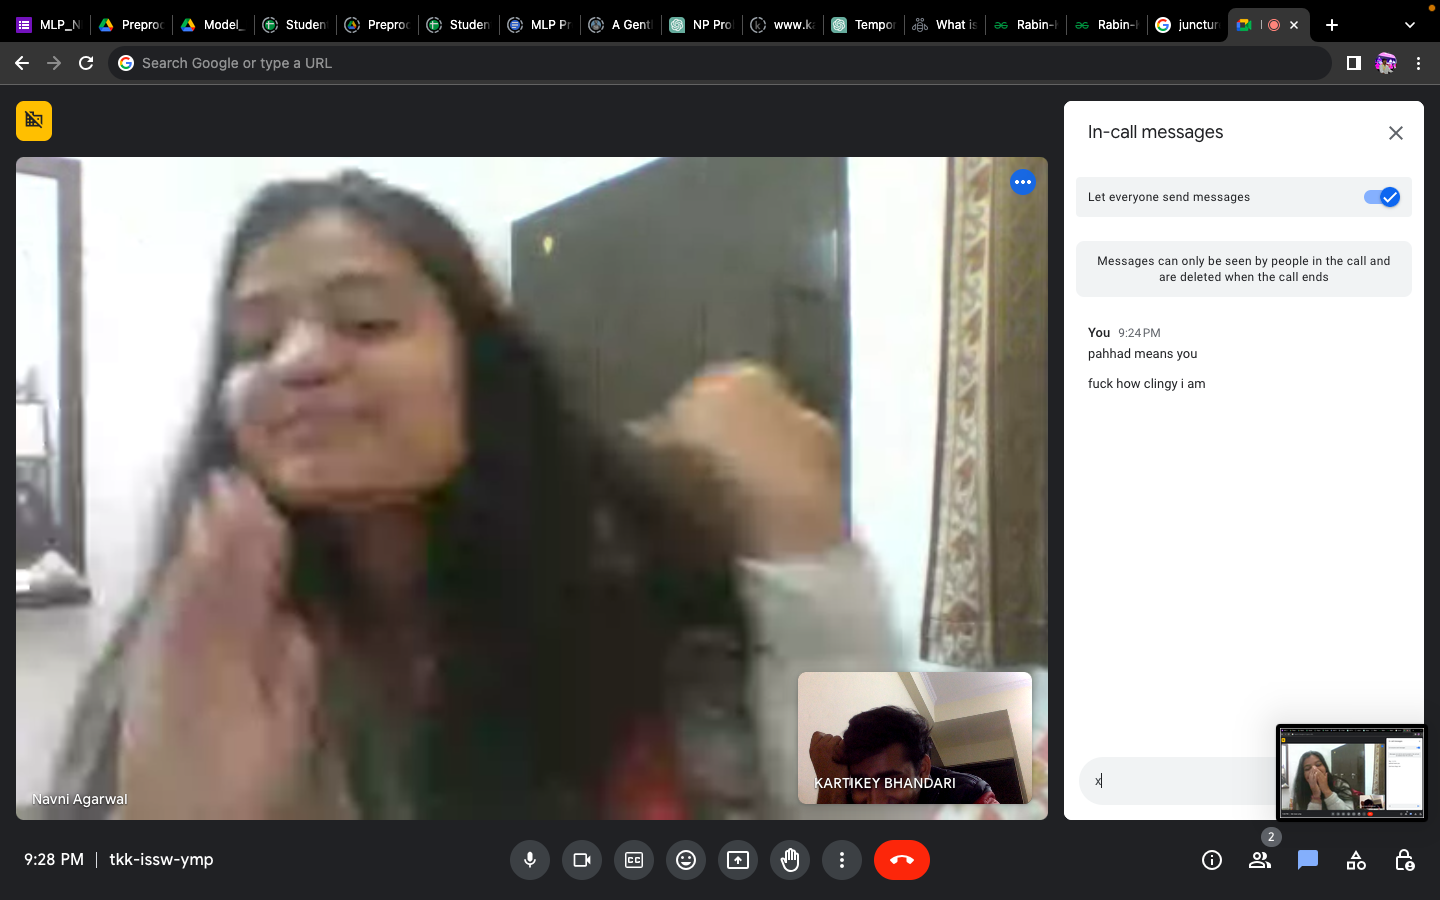 MLP_N
Preproc
Model_
Studen
Preproc
Studen
MLP Pr
A Gent
NP Pro
www.ka
Tempor
What is
Rabin-K
Rabin-K
junctur
Search Google or type a URL
In-call messages
Let everyone send messages
Messages can only be seen by people in the call and
are deleted when the call ends
You 9:24 PM
pahhad means you
fuck how clingy i am
x
KARTIKEY BHANDARI
Navni Agarwal
9:28 PM | tkk-issw-ymp
CC
2